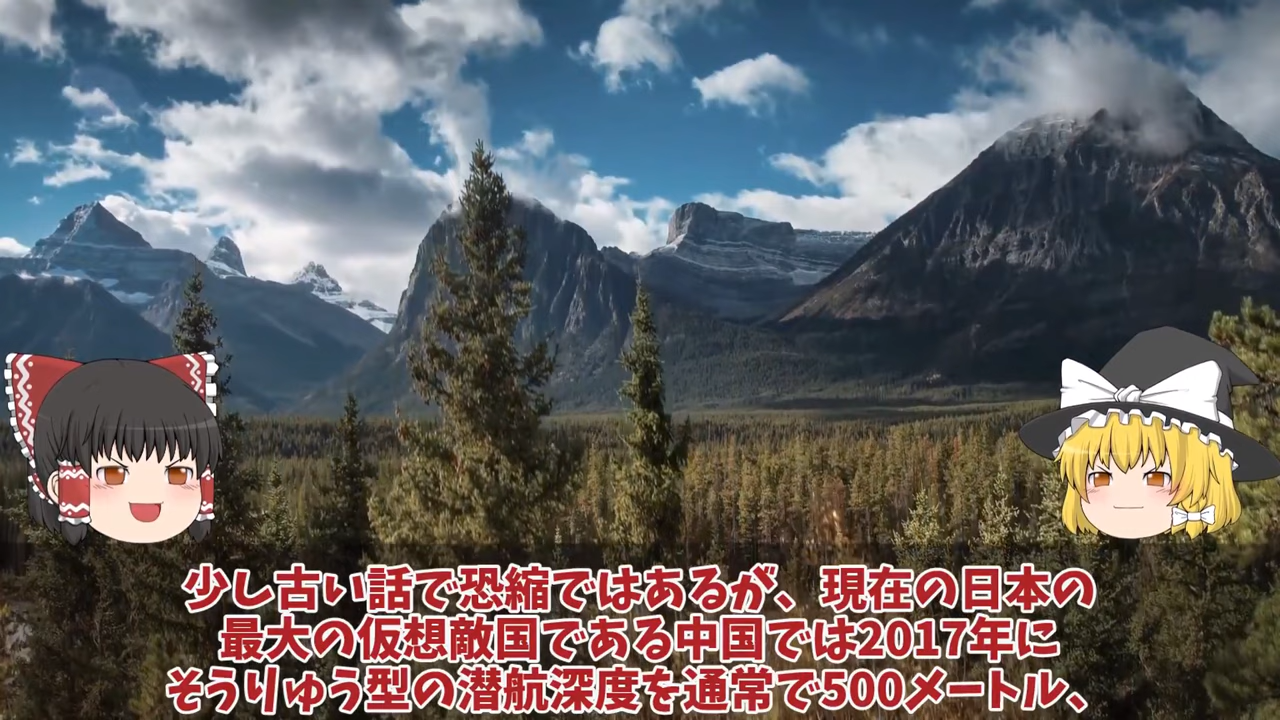 少し古い話で恐縮ではあるが、現在の日本の
最大の仮想敵国である中国では2017年に
そうりゅう型の潜航深度を通常で500メートル、